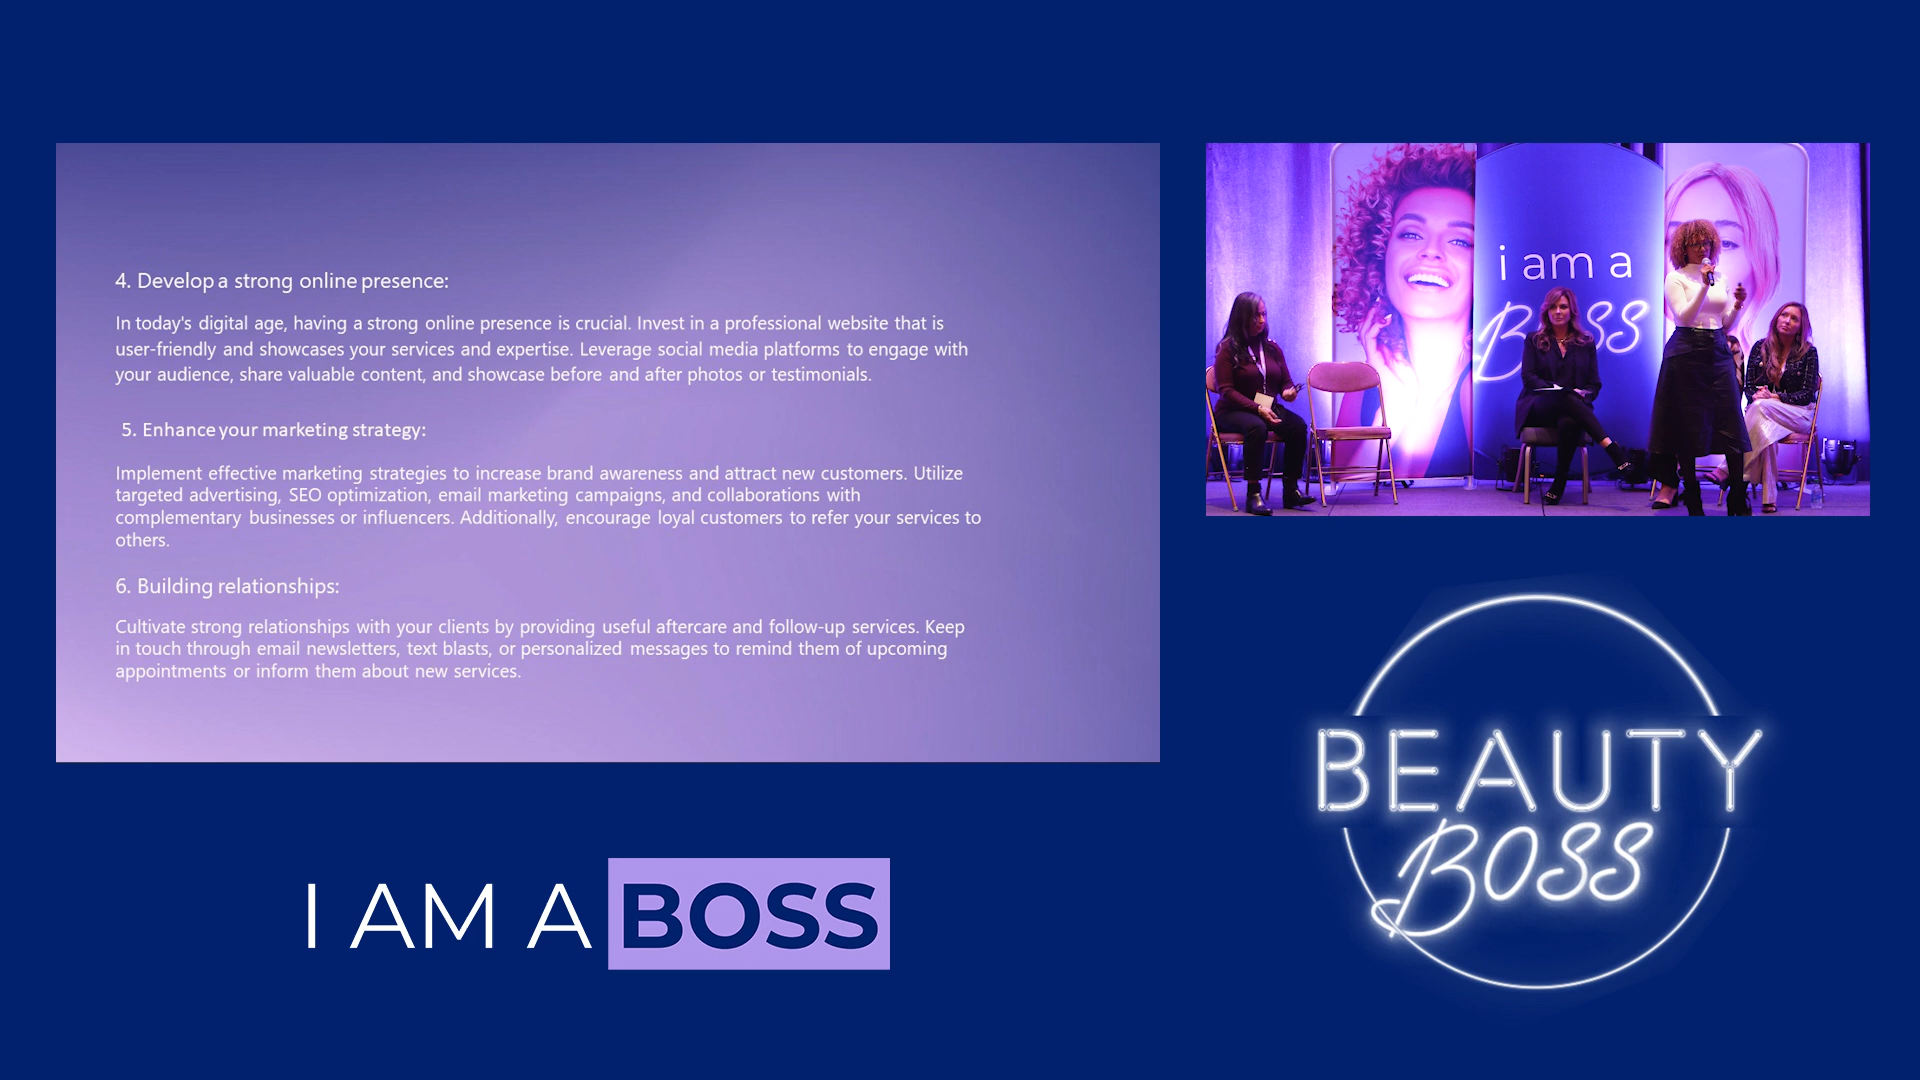 4. Develop a strong online presence:
In today's digital age, having a strong online presence is crucial. Invest in a professional website that is
user-friendly and showcases your services and expertise. Leverage social media platforms to engage with
your audience, share valuable content, and showcase before and after photos or testimonials.
5. Enhance your marketing strategy:
Implement effective marketing strategies to increase brand awareness and attract new customers. Utilize
targeted advertising, SEO optimization, email marketing campaigns, and collaborations with
complementary businesses or influencers. Additionally, encourage loyal customers to refer your services to
others.
6. Building relationships:
Cultivate strong relationships with your clients by providing useful aftercare and follow-up services. Keep
in touch through email newsletters, text blasts, or personalized messages to remind them of upcoming
appointments or inform them about new services.
i am a
BOSS
BEAUTY
BOSS
I AM A BOSS